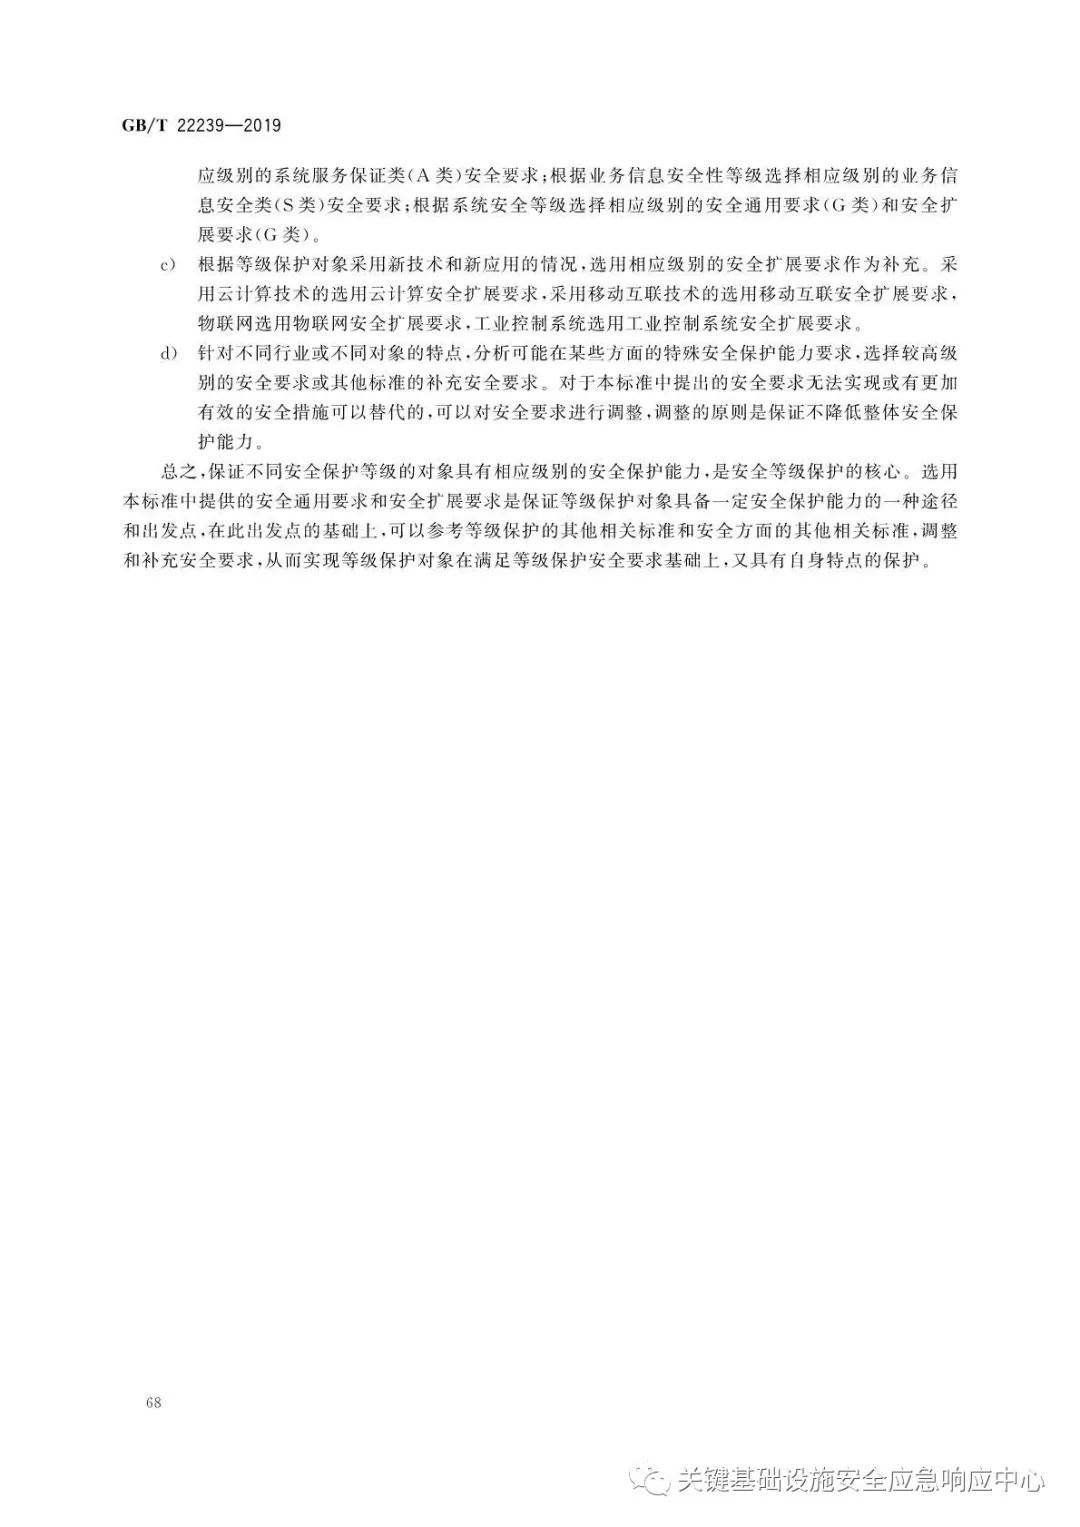 GB/T 22239—2019
应级别的系统服务保证类(A 类)安全要求;根据业务信息安全性等级选择相应级别的业务信
息安全类(S 类)安全要求;根据系统安全等级选择相应级别的安全通用要求(G 类)和安全扩
展要求(G 类)。
c) 根据等级保护对象采用新技术和新应用的情况,选用相应级别的安全扩展要求作为补充。采
用云计算技术的选用云计算安全扩展要求,采用移动互联技术的选用移动互联安全扩展要求,
物联网选用物联网安全扩展要求,工业控制系统选用工业控制系统安全扩展要求。
d) 针对不同行业或不同对象的特点,分析可能在某些方面的特殊安全保护能力要求,选择较高级
别的安全要求或其他标准的补充安全要求。对于本标准中提出的安全要求无法实现或有更加
有效的安全措施可以替代的,可以对安全要求进行调整,调整的原则是保证不降低整体安全保
护能力。
总之,保证不同安全保护等级的对象具有相应级别的安全保护能力,是安全等级保护的核心。选用
本标准中提供的安全通用要求和安全扩展要求是保证等级保护对象具备一定安全保护能力的一种途径
和出发点,在此出发点的基础上,可以参考等级保护的其他相关标准和安全方面的其他相关标准,调整
和补充安全要求,从而实现等级保护对象在满足等级保护安全要求基础上,又具有自身特点的保护。
68
关键基础设施安全应急响应中心